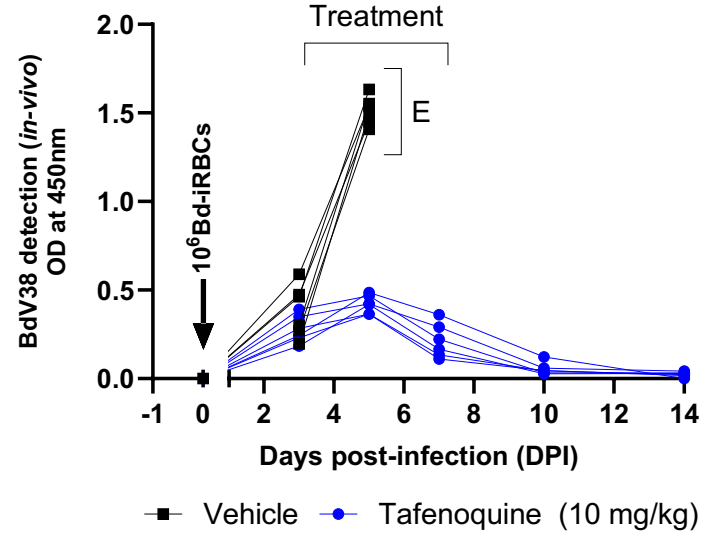 Treatment
BdV38 detection (in-vivo)
OD at 450nm
2.0
1.5
1.0
0.5
0.0
10⁶Bd-iRBCs
E
-1 0 2 4 6 8 10 12 14
Days post-infection (DPI)
Vehicle Tafenoquine (10 mg/kg)